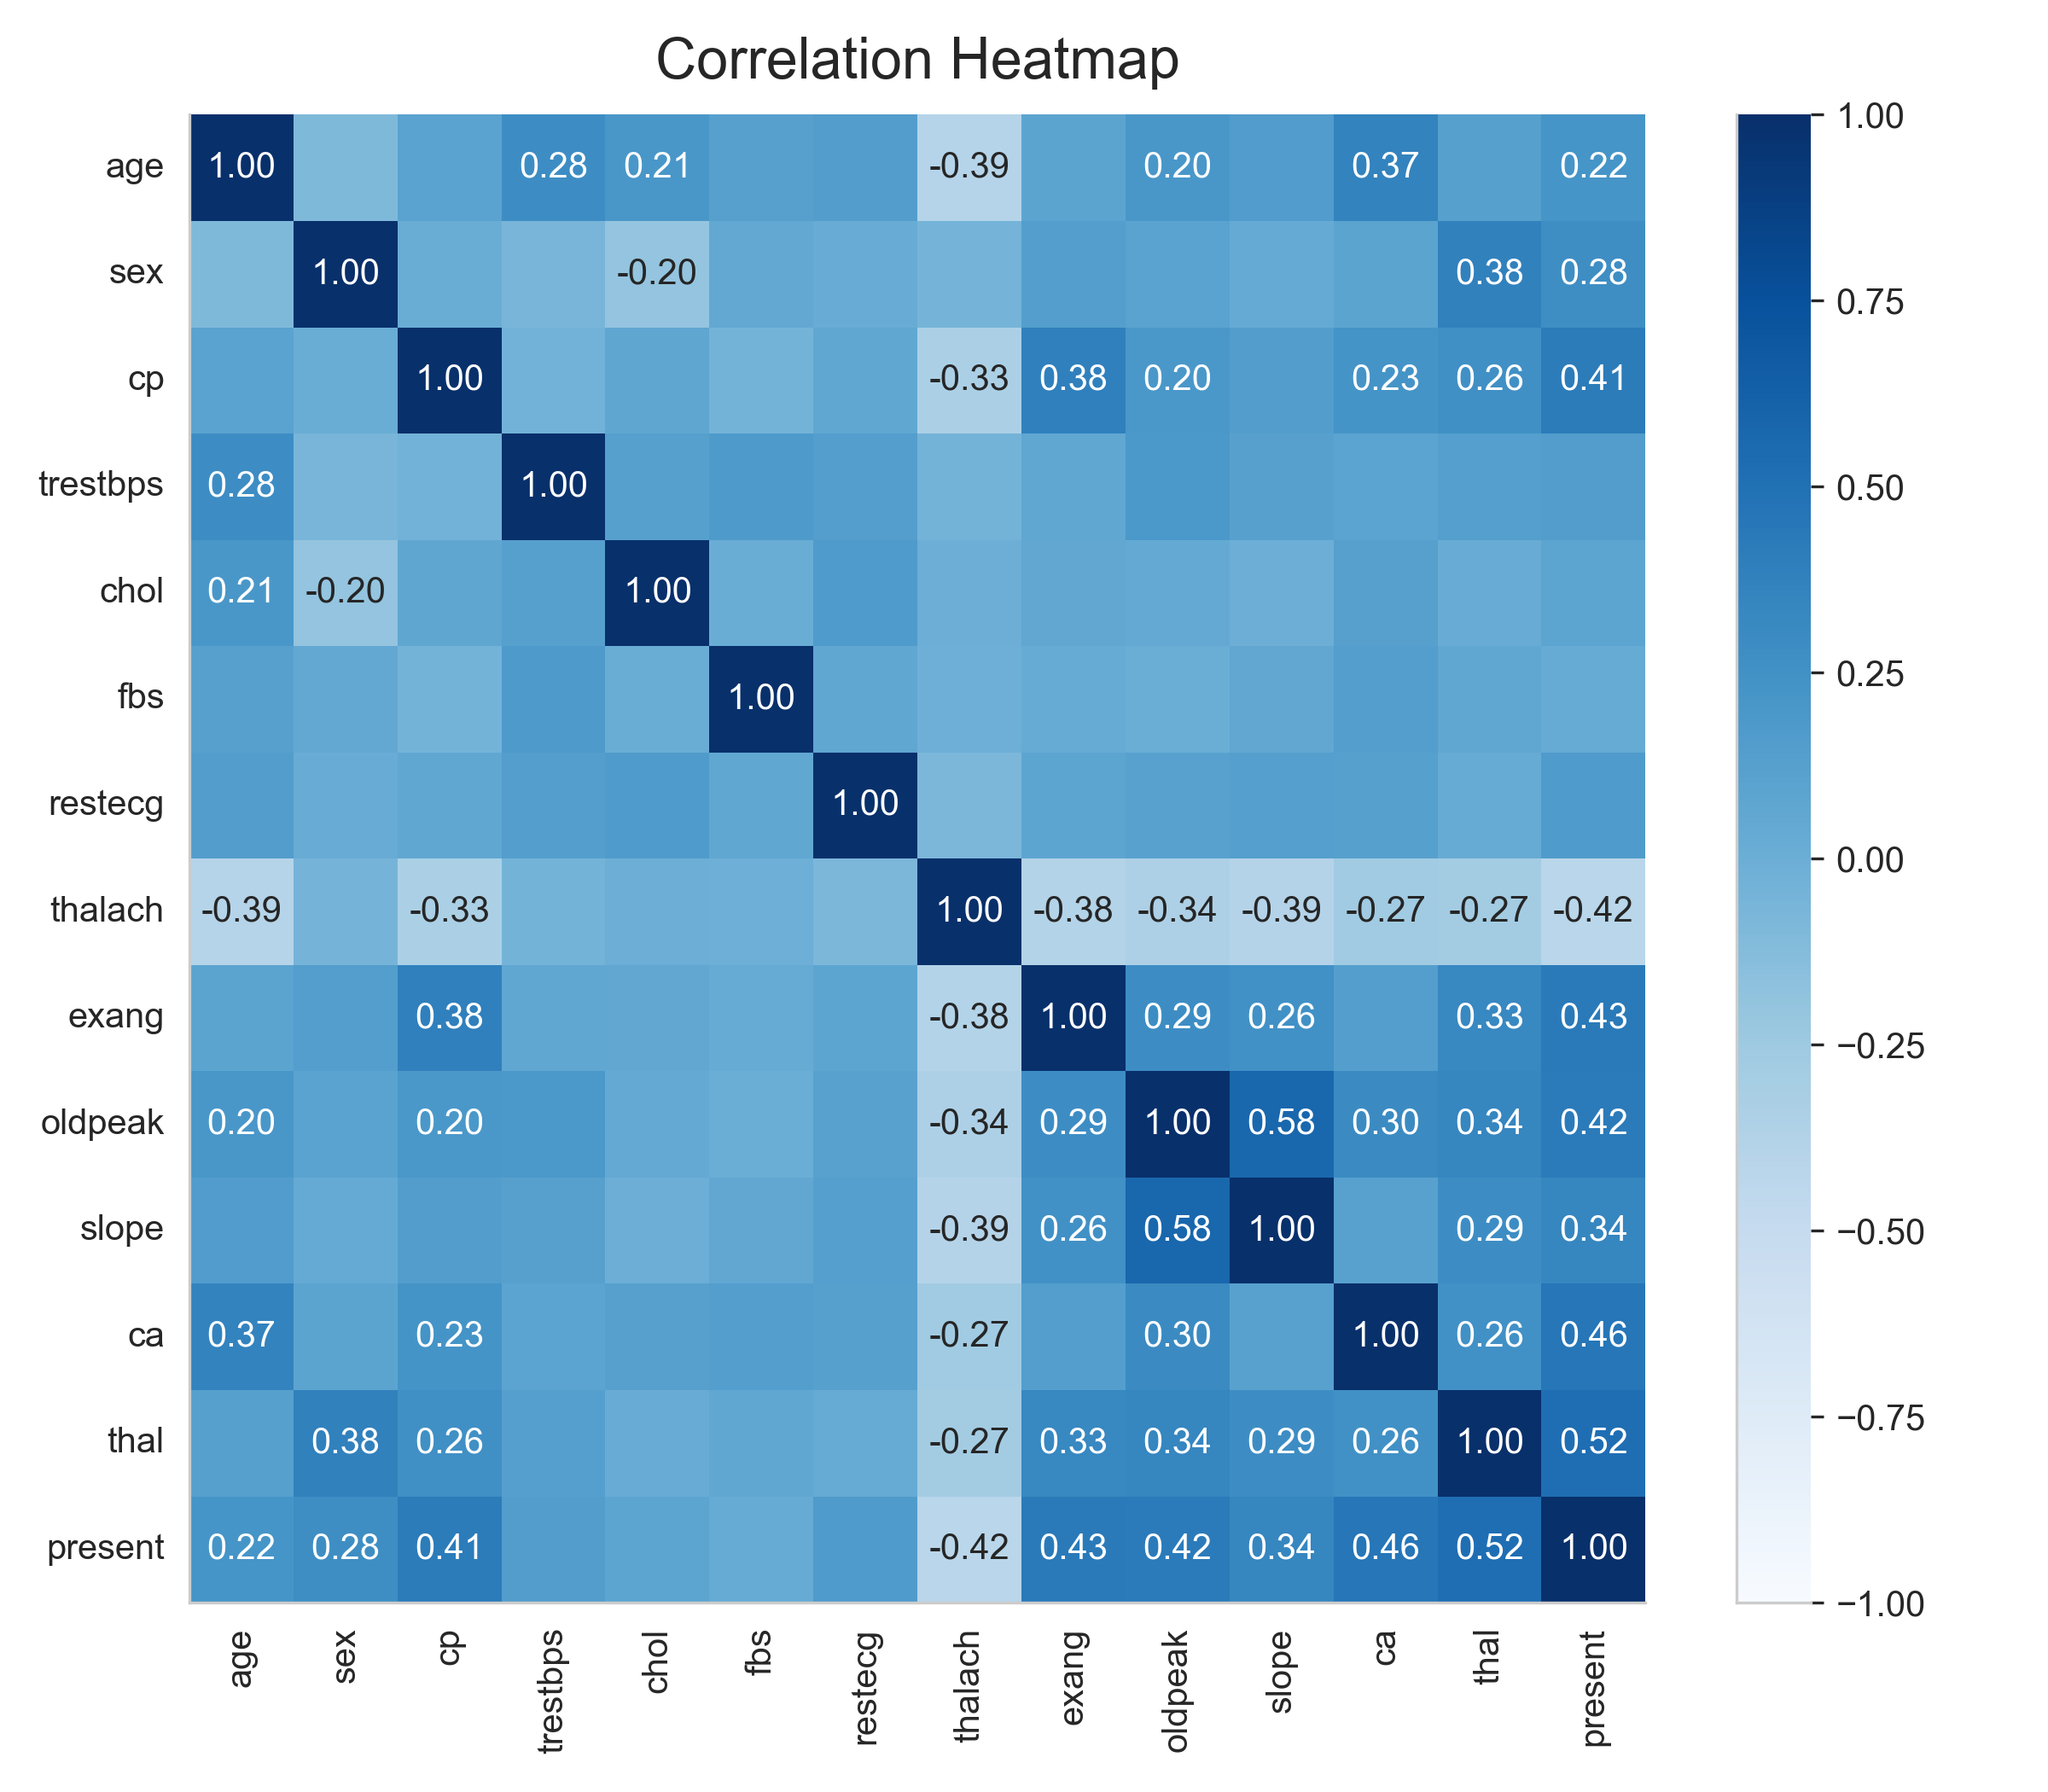 Correlation Heatmap
age 1.00 0.28 0.21 -0.39 0.20 0.37 0.22
sex 1.00 -0.20 0.38 0.28
cp 1.00 -0.33 0.38 0.20 0.23 0.26 0.41
trestbps 0.28 1.00
chol 0.21 -0.20 1.00
fbs 1.00
restecg 1.00
thalach -0.39 -0.33 1.00 -0.38 -0.34 -0.39 -0.27 -0.27 -0.42
exang 0.38 -0.38 1.00 0.29 0.26 0.33 0.43
oldpeak 0.20 0.20 -0.34 0.29 1.00 0.58 0.30 0.34 0.42
slope -0.39 0.26 0.58 1.00 0.29 0.34
ca 0.37 0.23 -0.27 0.30 1.00 0.26 0.46
thal 0.38 0.26 -0.27 0.33 0.34 0.29 0.26 1.00 0.52
present 0.22 0.28 0.41 -0.42 0.43 0.42 0.34 0.46 0.52 1.00
age sex cp trestbps chol fbs restecg thalach exang oldpeak slope ca thal present
1.00
0.75
0.50
0.25
0.00
−0.25
−0.50
−0.75
−1.00